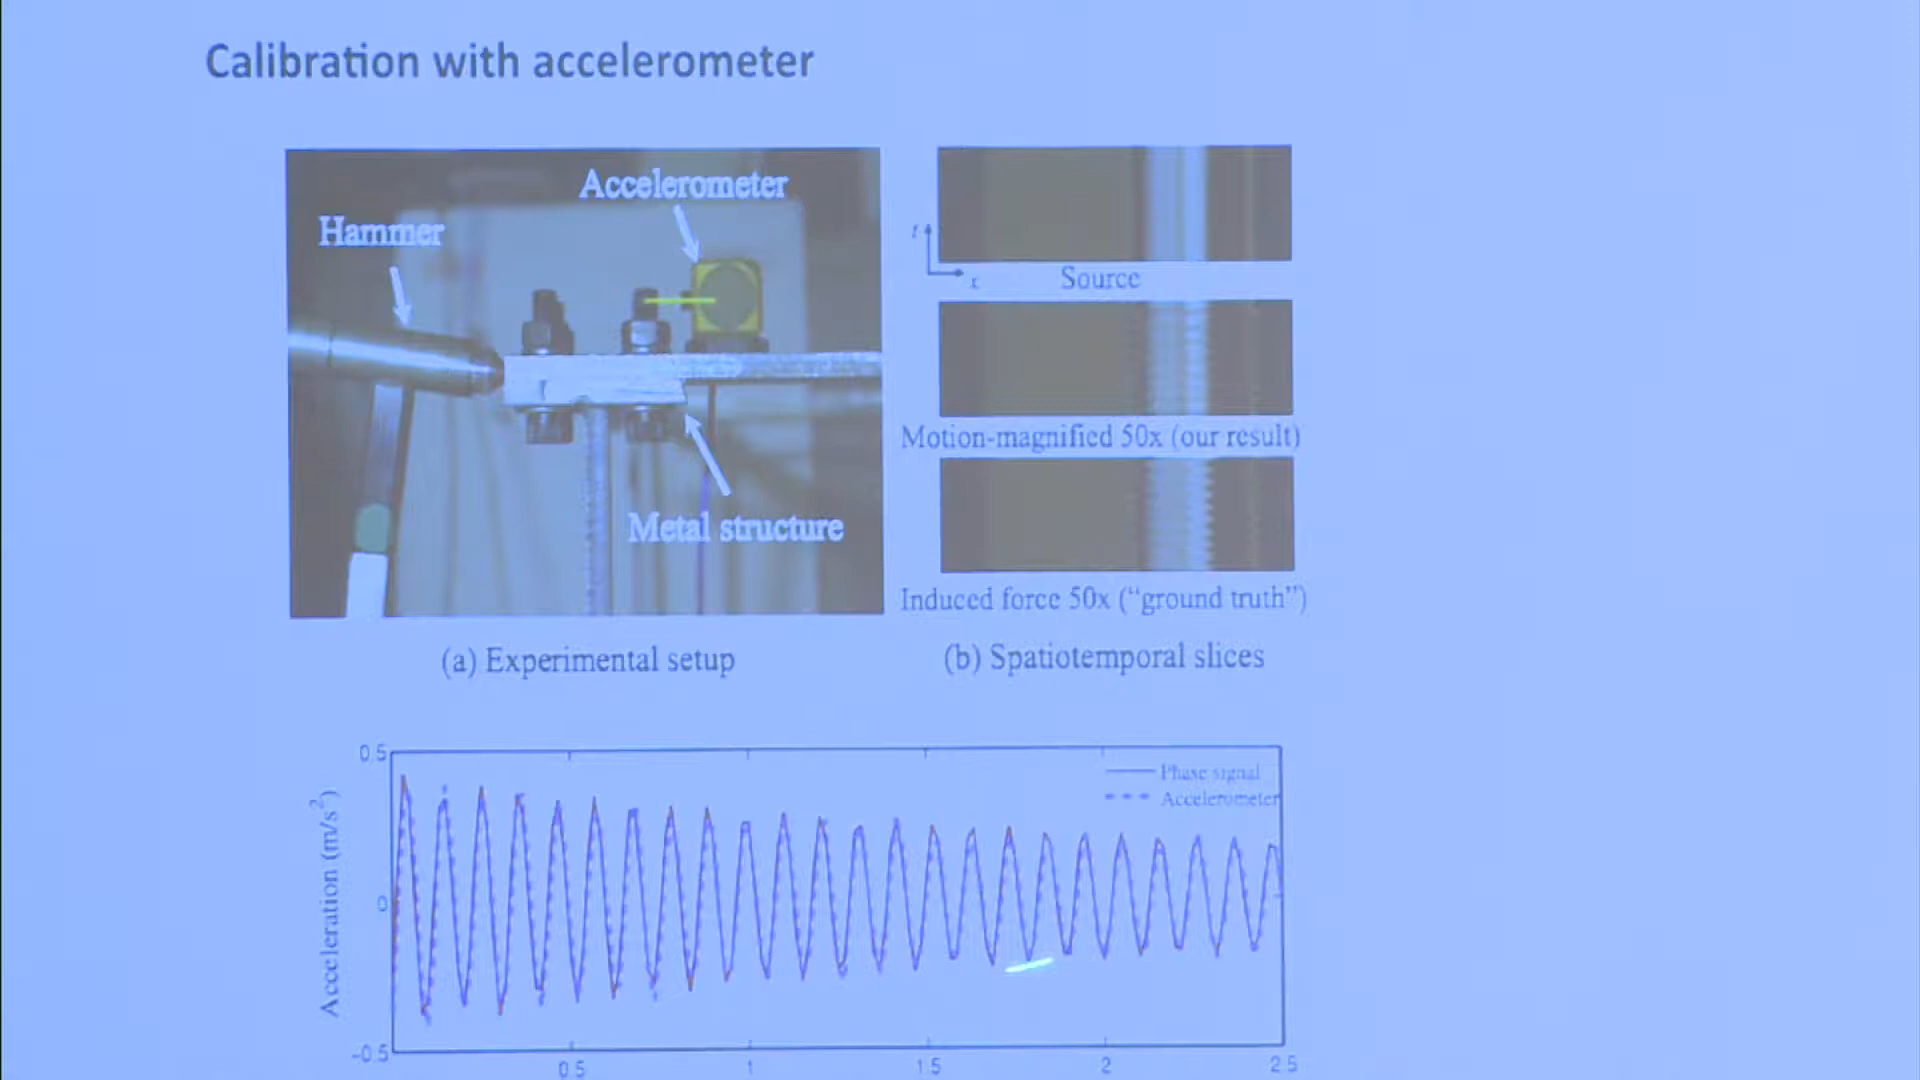 Calibration with accelerometer
Accelerometer
Hammer
Metal structure
(a) Experimental setup
t
x
Source
Motion-magnified 50x (our result)
Induced force 50x ("ground truth")
(b) Spatiotemporal slices
Acceleration (m/s²)
0.5
0
-0.5
Phase signal
Accelerometer
0.5
1
1.5
2
2.5